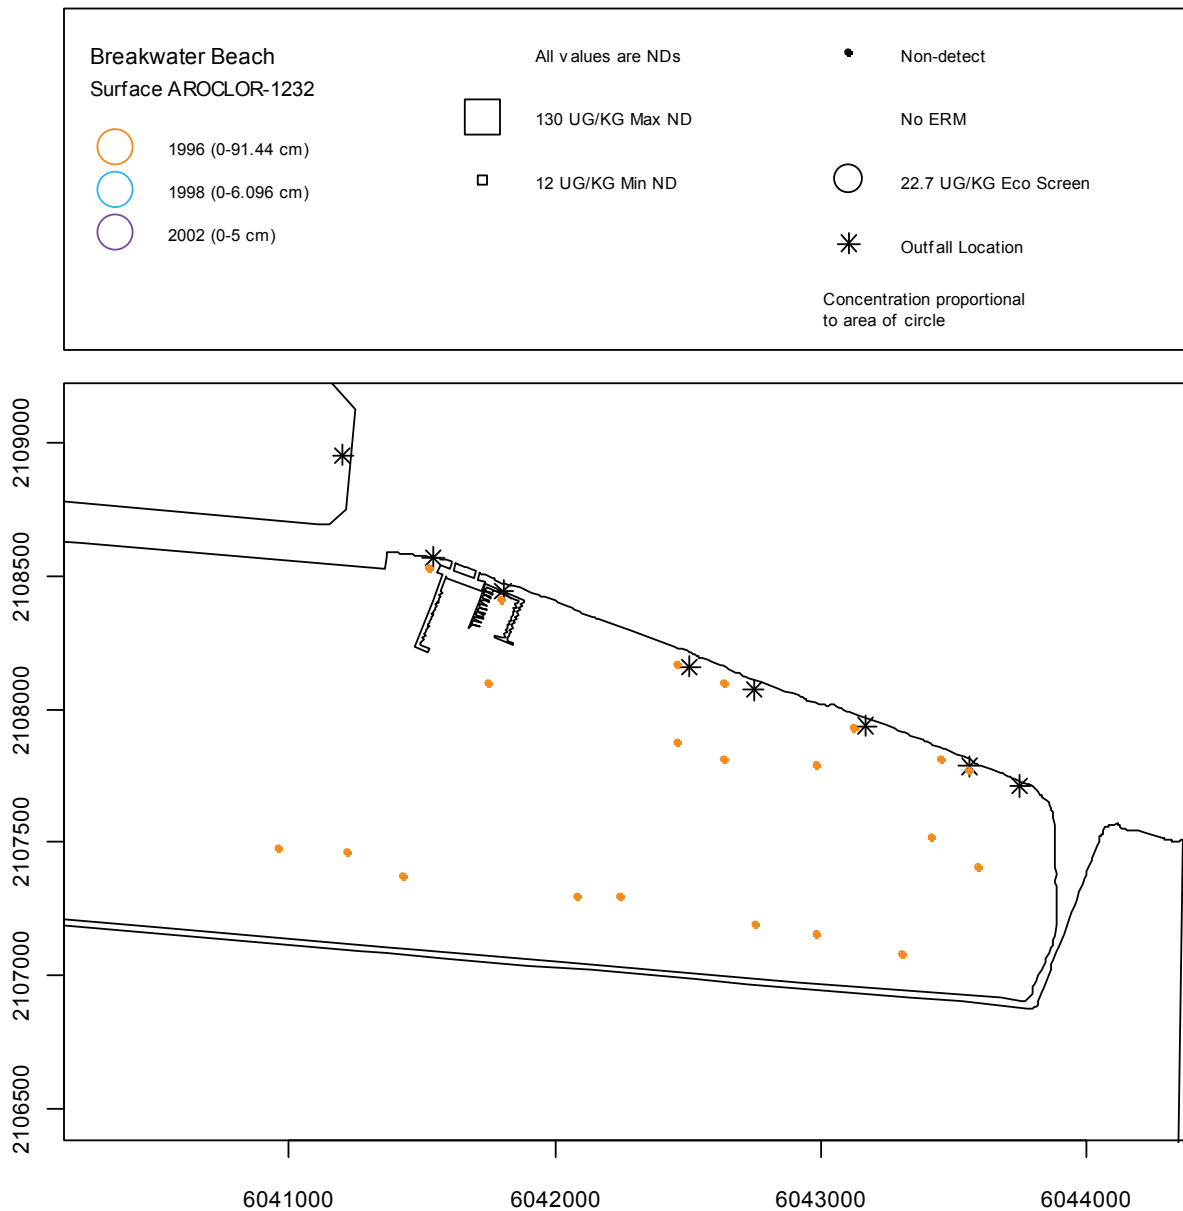 Breakwater Beach
Surface AROCLOR-1232
1996 (0-91.44 cm)
1998 (0-6.096 cm)
2002 (0-5 cm)
All values are NDs
130 UG/KG Max ND
12 UG/KG Min ND
Non-detect
No ERM
22.7 UG/KG Eco Screen
Outfall Location
Concentration proportional
to area of circle
2109000
2108500
2108000
2107500
2107000
2106500
6041000
6042000
6043000
6044000